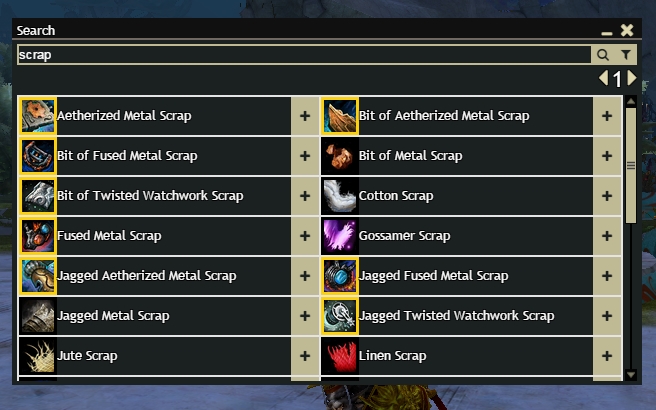 Search
scrap
1
Aetherized Metal Scrap + Bit of Aetherized Metal Scrap +
Bit of Fused Metal Scrap + Bit of Metal Scrap +
Bit of Twisted Watchwork Scrap + Cotton Scrap +
Fused Metal Scrap + Gossamer Scrap +
Jagged Aetherized Metal Scrap + Jagged Fused Metal Scrap +
Jagged Metal Scrap + Jagged Twisted Watchwork Scrap +
Jute Scrap + Linen Scrap +